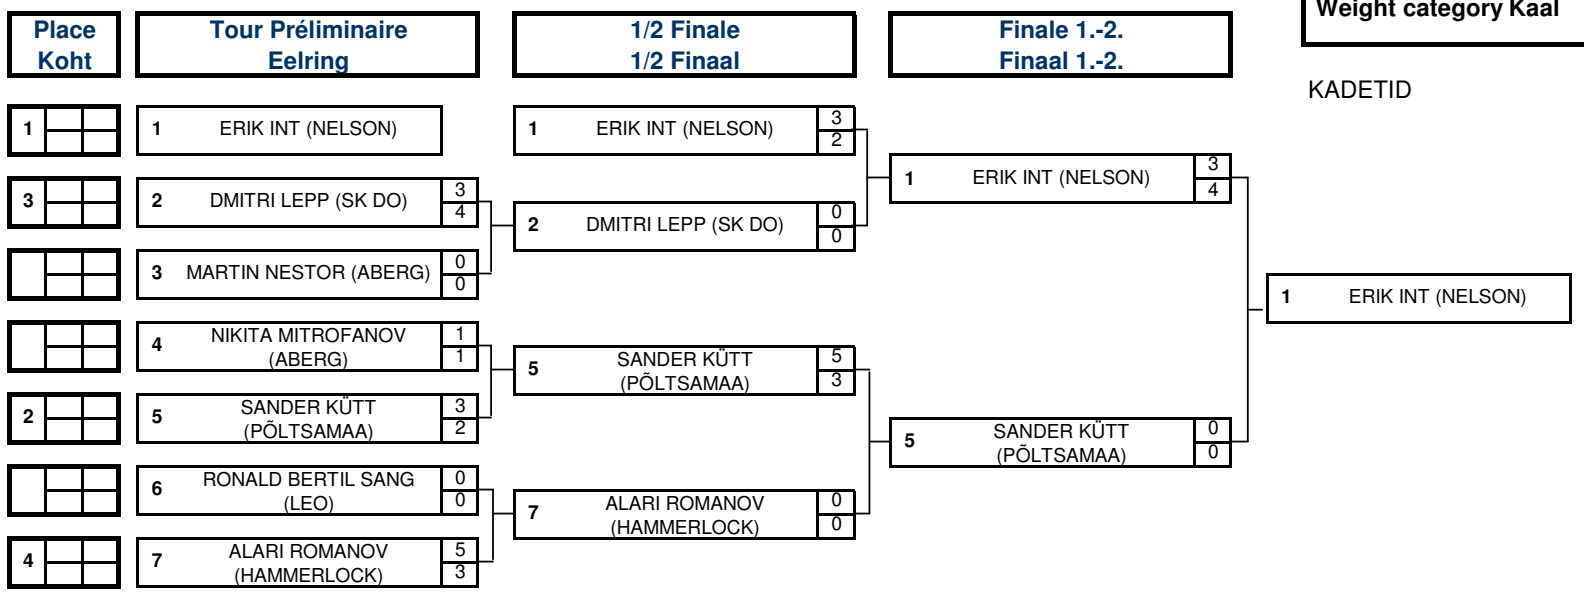 Weight category Kaal
Place
Koht
Tour Préliminaire
Eelring
1/2 Finale
1/2 Finaal
Finale 1.-2.
Finaal 1.-2.
KADETID
1
1 ERIK INT (NELSON)
3
2 DMITRI LEPP (SK DO) 3
4
3 MARTIN NESTOR (ABERG) 0
0
4 NIKITA MITROFANOV
(ABERG)
1
1
2
5 SANDER KÜTT
(PÕLTSAMAA)
3
2
6 RONALD BERTIL SANG
(LEO)
0
0
4
7 ALARI ROMANOV
(HAMMERLOCK)
5
3
1 ERIK INT (NELSON) 3
2
2 DMITRI LEPP (SK DO) 0
0
5 SANDER KÜTT
(PÕLTSAMAA)
5
3
7 ALARI ROMANOV
(HAMMERLOCK)
0
0
1 ERIK INT (NELSON) 3
4
5 SANDER KÜTT
(PÕLTSAMAA)
0
0
1 ERIK INT (NELSON)